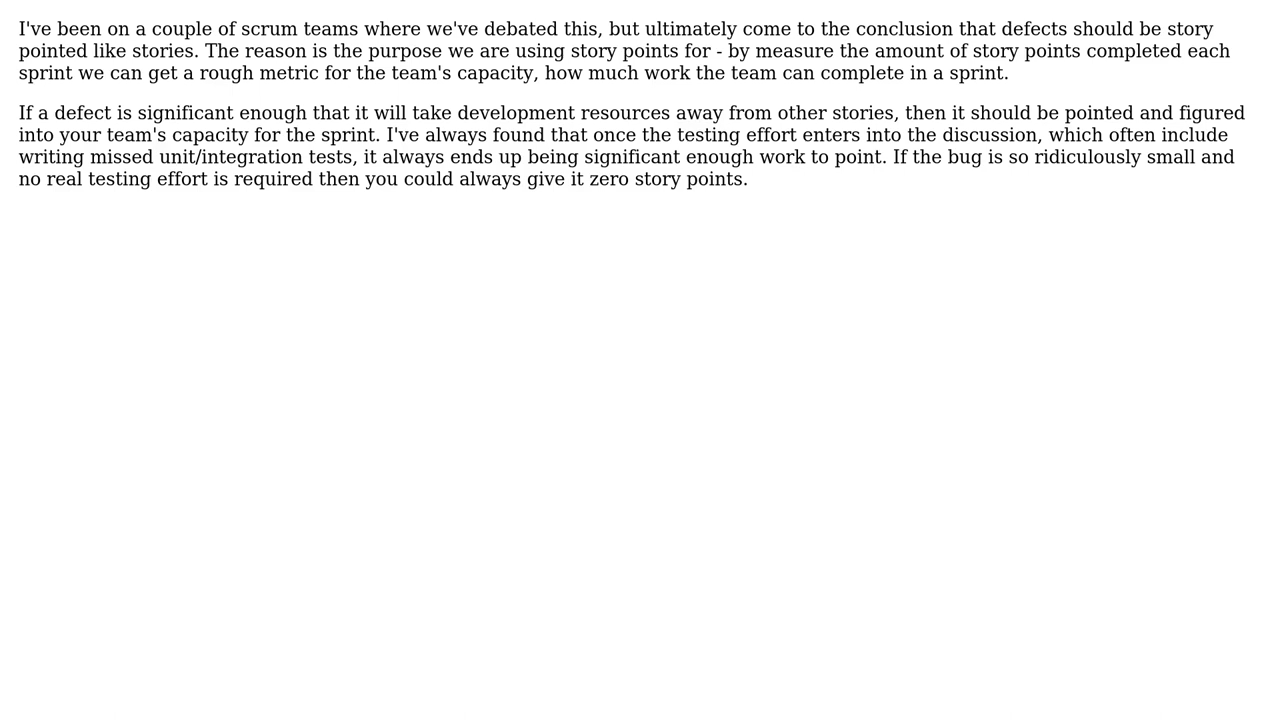 I've been on a couple of scrum teams where we've debated this, but ultimately come to the conclusion that defects should be story
pointed like stories. The reason is the purpose we are using story points for - by measure the amount of story points completed each
sprint we can get a rough metric for the team's capacity, how much work the team can complete in a sprint.
If a defect is significant enough that it will take development resources away from other stories, then it should be pointed and figured
into your team's capacity for the sprint. I've always found that once the testing effort enters into the discussion, which often include
writing missed unit/integration tests, it always ends up being significant enough work to point. If the bug is so ridiculously small and
no real testing effort is required then you could always give it zero story points.